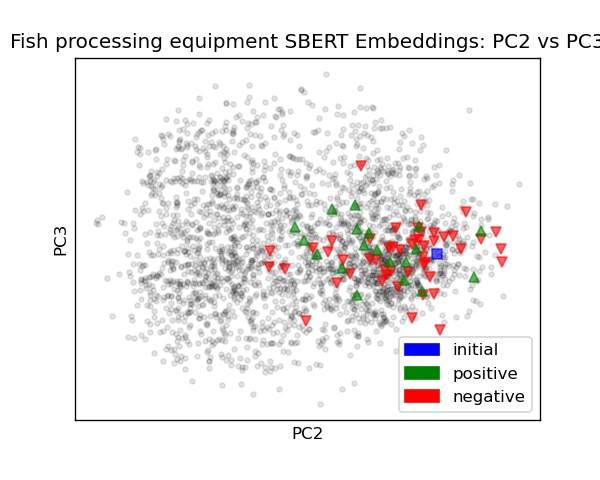 Fish processing equipment SBERT Embeddings: PC2 vs PC3
PC3
initial
positive
negative
PC2